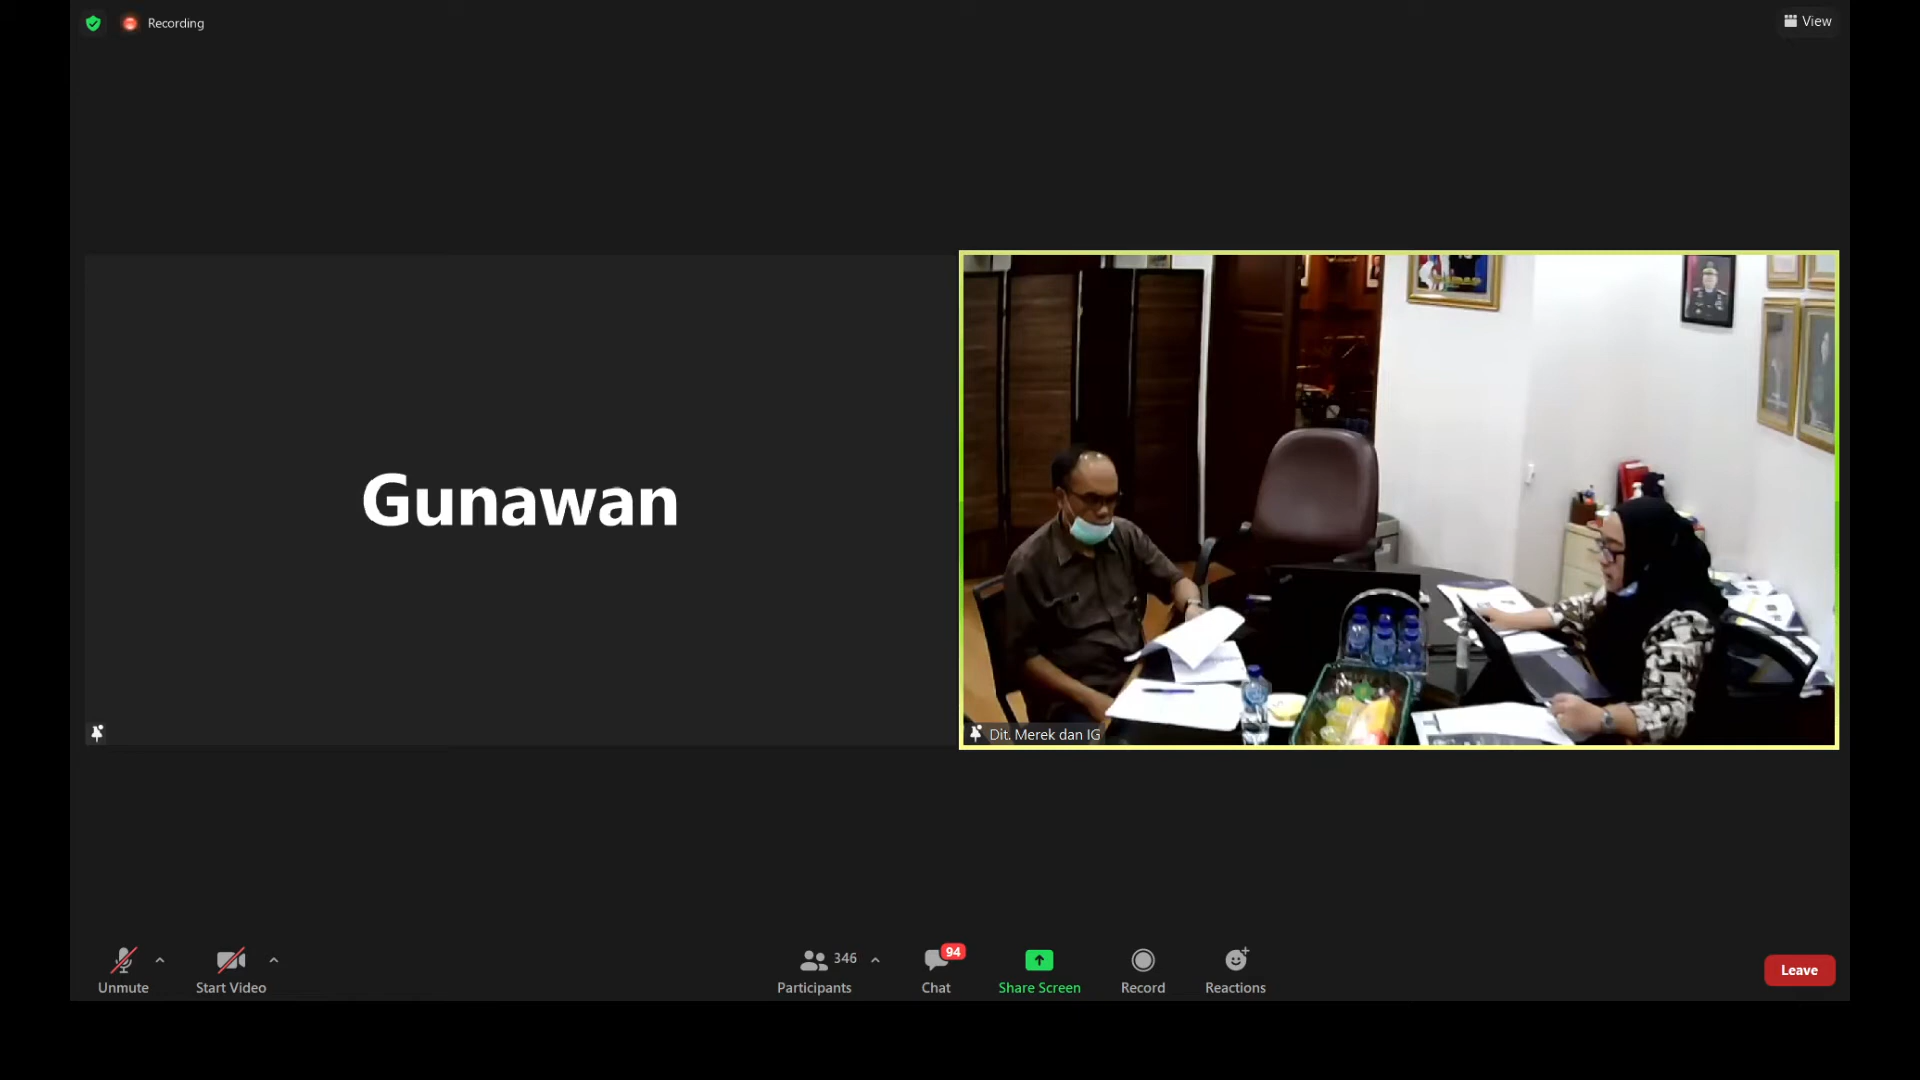 Recording
View
Gunawan
Dit. Merek dan IG
Unmute
Start Video
346
Participants
94
Chat
Share Screen
Record
Reactions
Leave